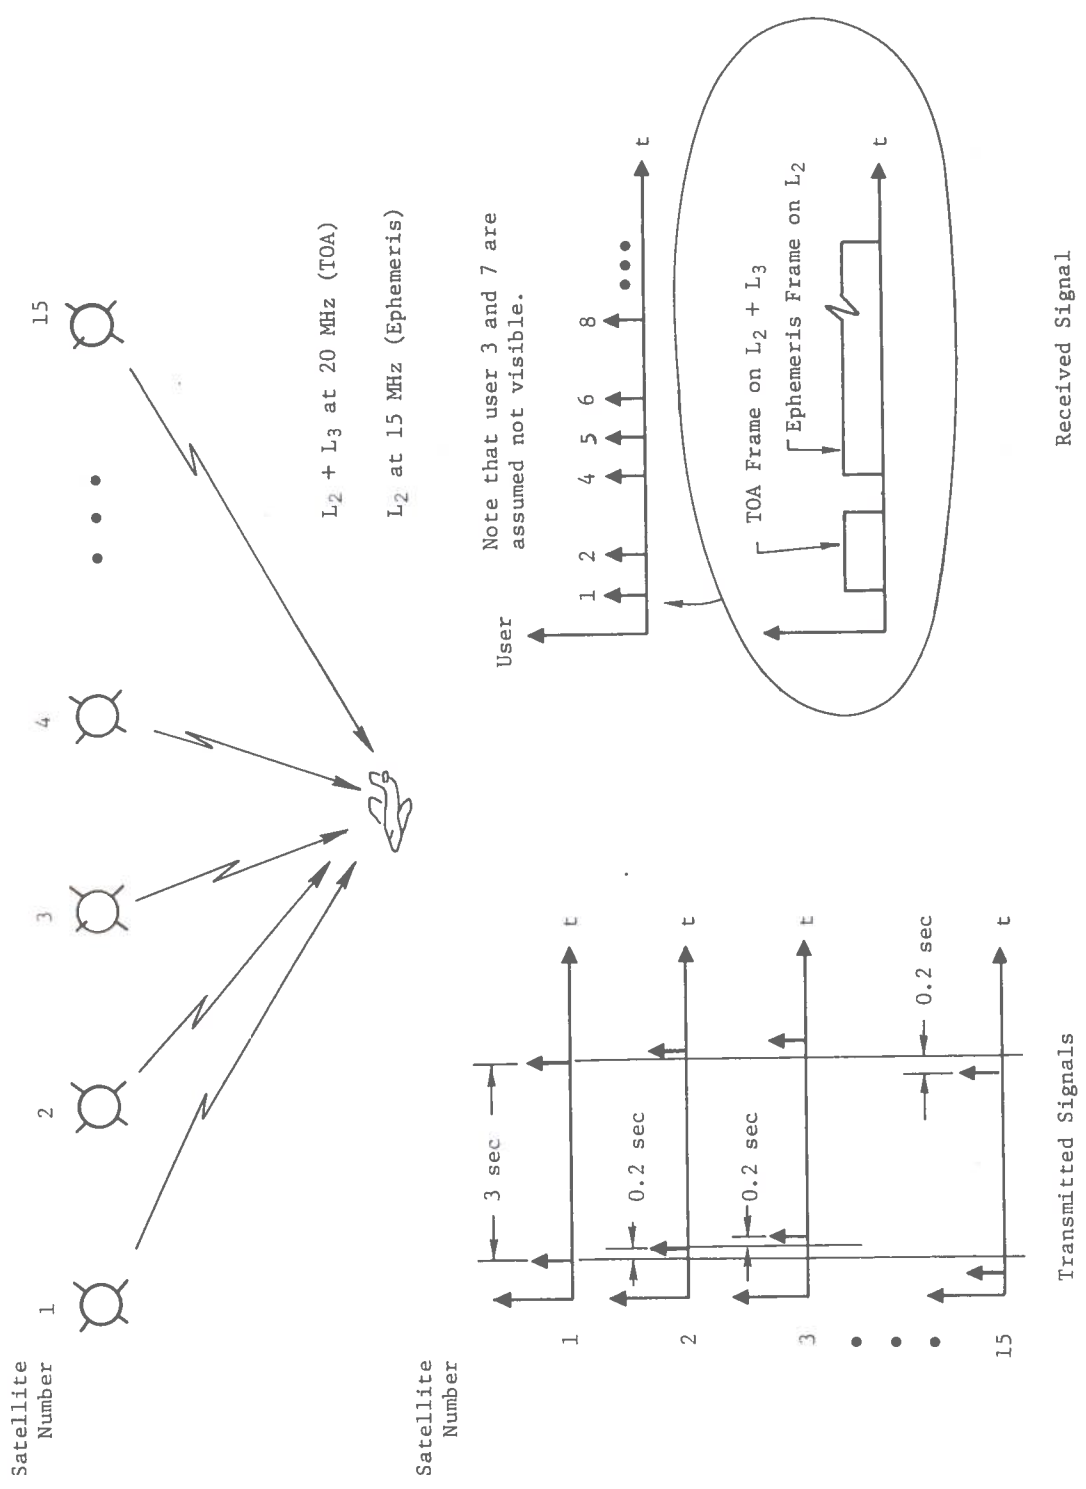 Satellite
Number
1
2
3
4
15
L2 + L3 at 20 MHz (TOA)
L2 at 15 MHz (Ephemeris)
Satellite
Number
1
t
3 sec
2
t
0.2 sec
3
t
0.2 sec
15
t
0.2 sec
Transmitted Signals
User
Note that user 3 and 7 are
assumed not visible.
1
2
4
5
6
8
t
TOA Frame on L2 + L3
Ephemeris Frame on L2
t
Received Signal